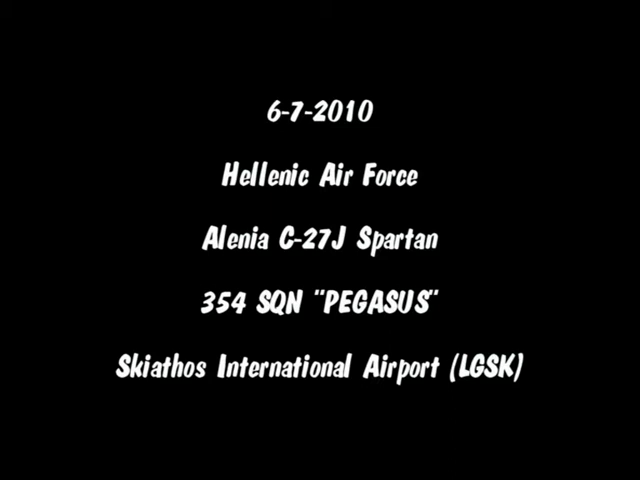 6-7-2010
Hellenic Air Force
Alenia C-27J Spartan
354 SQN "PEGASUS"
Skiathos International Airport (LGSK)